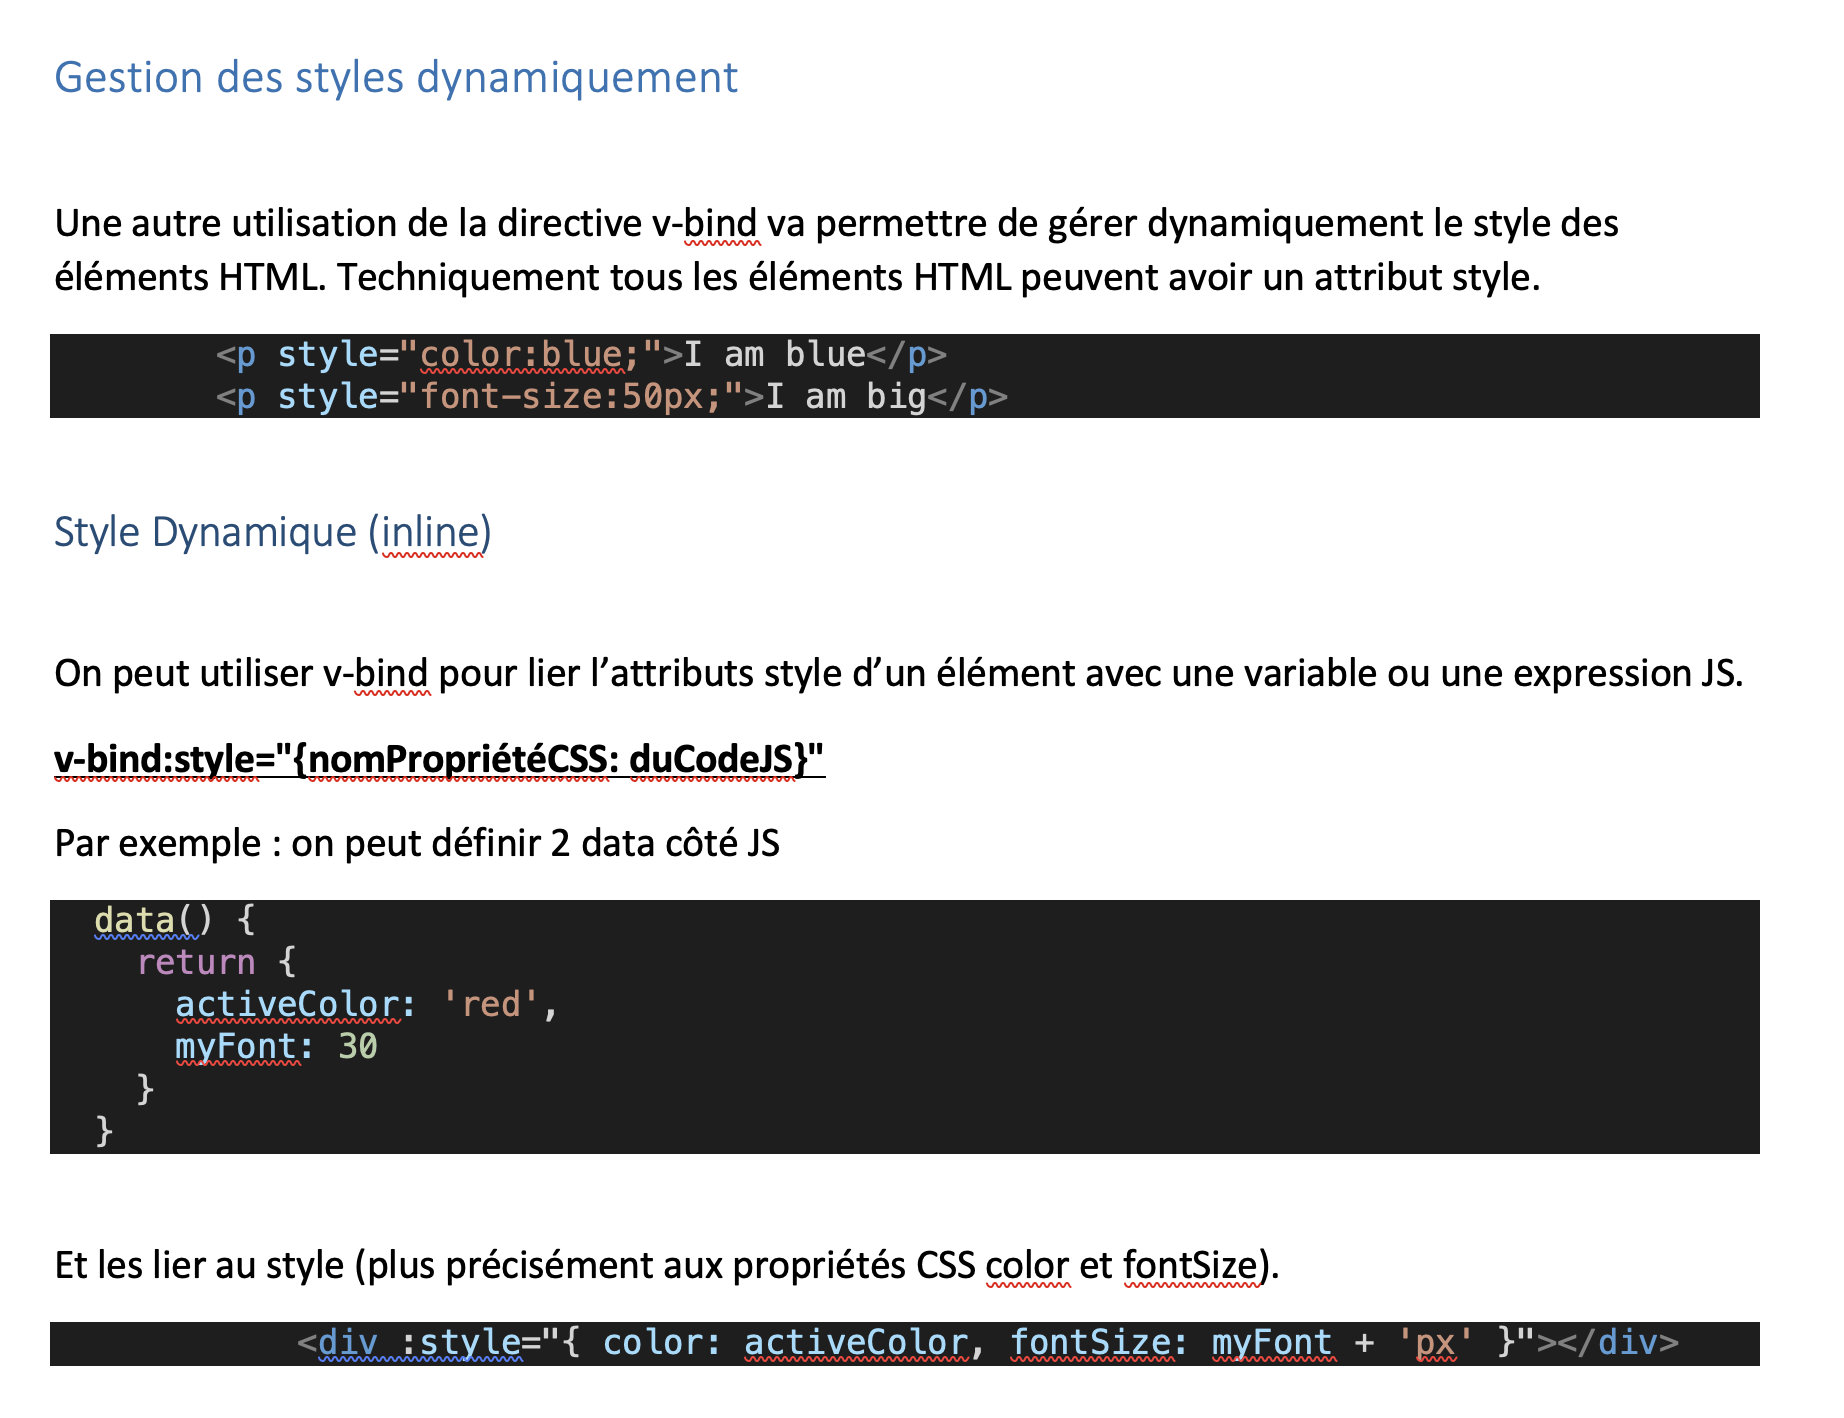 Gestion des styles dynamiquement
Une autre utilisation de la directive v-bind va permettre de gérer dynamiquement le style des
éléments HTML. Techniquement tous les éléments HTML peuvent avoir un attribut style.
<p style="color:blue;">I am blue</p>
<p style="font-size:50px;">I am big</p>
Style Dynamique (inline)
On peut utiliser v-bind pour lier l’attributs style d’un élément avec une variable ou une expression JS.
v-bind:style="{nomPropriétéCSS: duCodeJS}"
Par exemple : on peut définir 2 data côté JS
data() {
return {
activeColor: 'red',
myFont: 30
}
}
Et les lier au style (plus précisément aux propriétés CSS color et fontSize).
<div :style="{ color: activeColor, fontSize: myFont + 'px' }"></div>